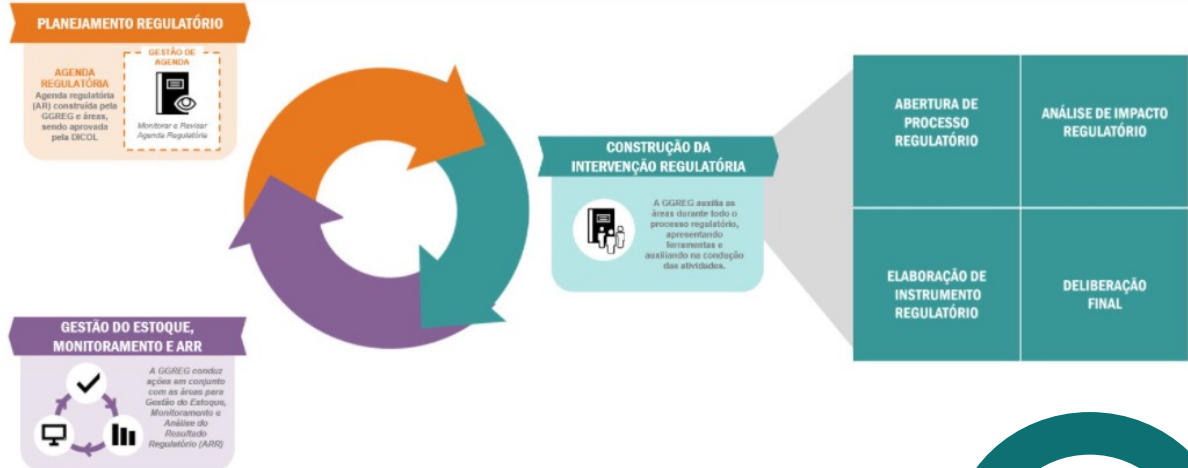 PLANEJAMENTO REGULATÓRIO
AGENDA
REGULATÓRIA
Agenda regulatória
(AR) construída pela
GGREG e áreas,
sendo aprovada
pela DICOL
GESTÃO DE
AGENDA
Monitorar e Revisar
Agenda Regulatória
CONSTRUÇÃO DA
INTERVENÇÃO REGULATÓRIA
A GGREG auxilia as
áreas durante todo o
processo regulatório,
apresentando
ferramentas e
auxiliando na condução
das atividades.
ABERTURA DE
PROCESSO
REGULATÓRIO
ANÁLISE DE IMPACTO
REGULATÓRIO
ELABORAÇÃO DE
INSTRUMENTO
REGULATÓRIO
DELIBERAÇÃO
FINAL
GESTÃO DO ESTOQUE,
MONITORAMENTO E ARR
A GGREG conduz
ações em conjunto
com as áreas para
Gestão do Estoque,
Monitoramento e
Análise do
Resultado
Regulatório (ARR)